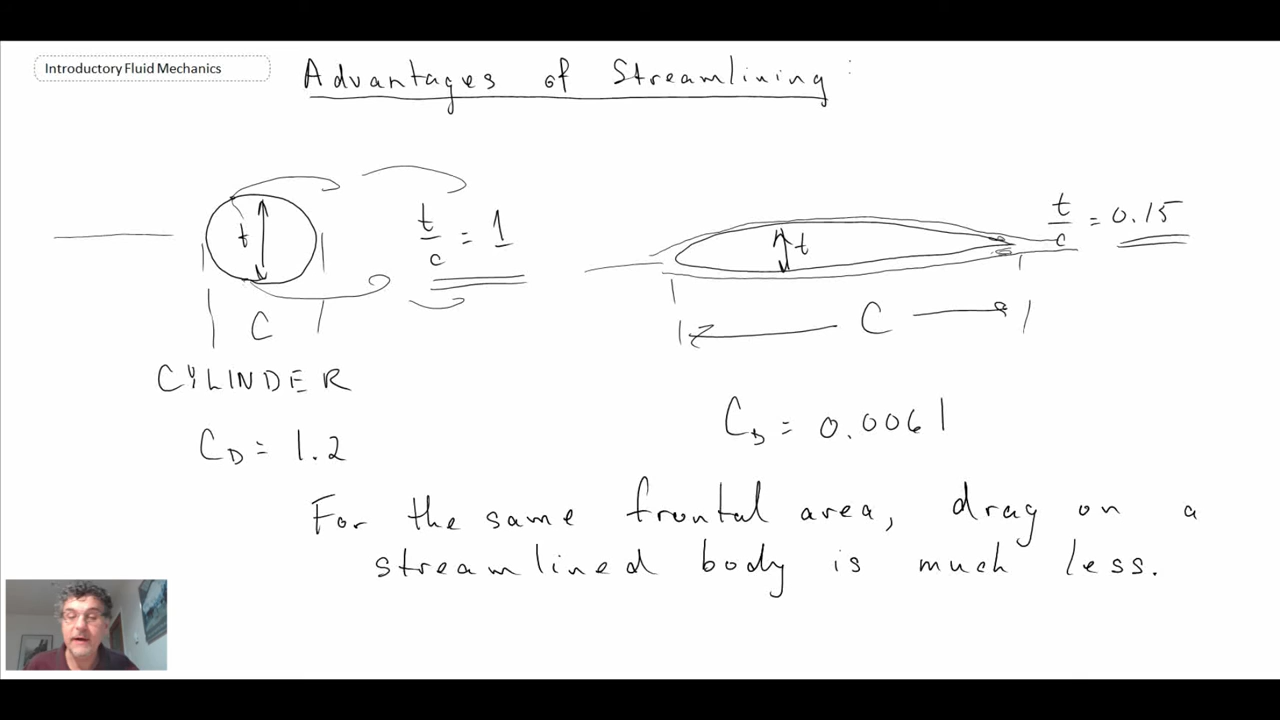 Introductory Fluid Mechanics
Advantages of Streamlining:
t
t/c = 1
t
t/c = 0.15
C
C
CYLINDER
C_D = 1.2
C_D = 0.0061
For the same frontal area, drag on a
streamlined body is much less.